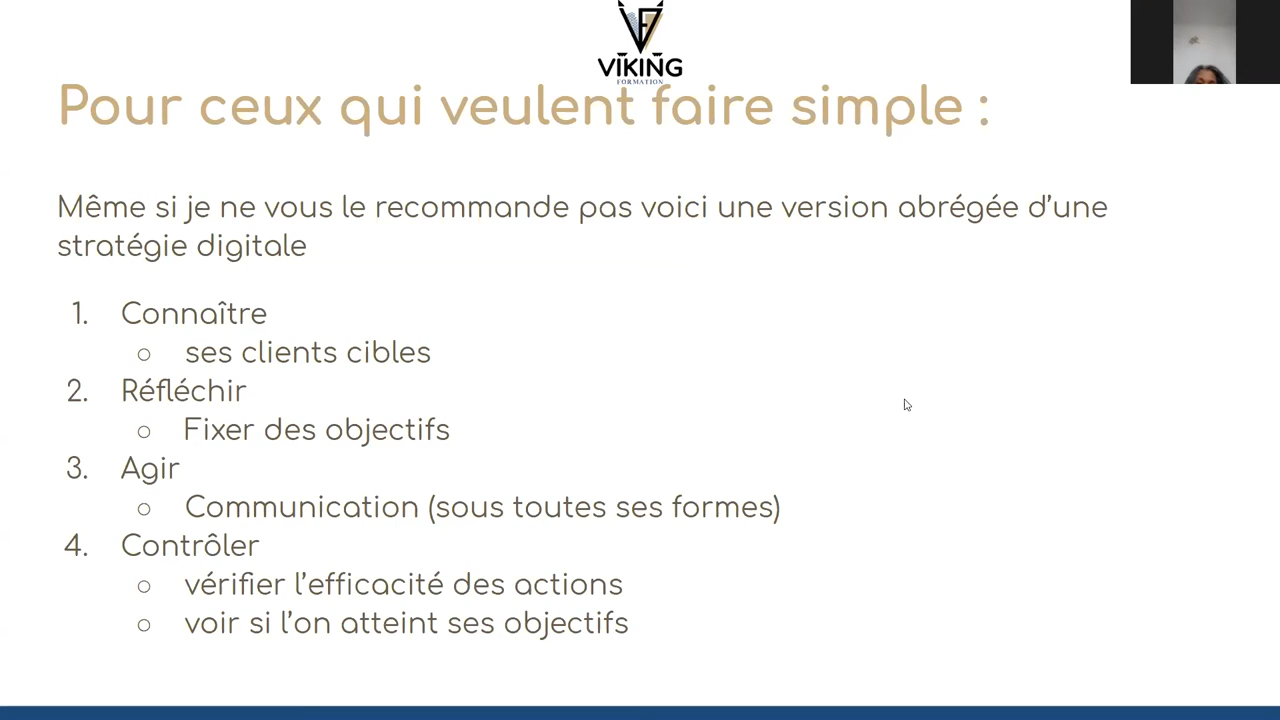 VIKING
FORMATION
Pour ceux qui veulent faire simple :
Même si je ne vous le recommande pas voici une version abrégée d’une
stratégie digitale
1. Connaître
○ ses clients cibles
2. Réfléchir
○ Fixer des objectifs
3. Agir
○ Communication (sous toutes ses formes)
4. Contrôler
○ vérifier l’efficacité des actions
○ voir si l’on atteint ses objectifs